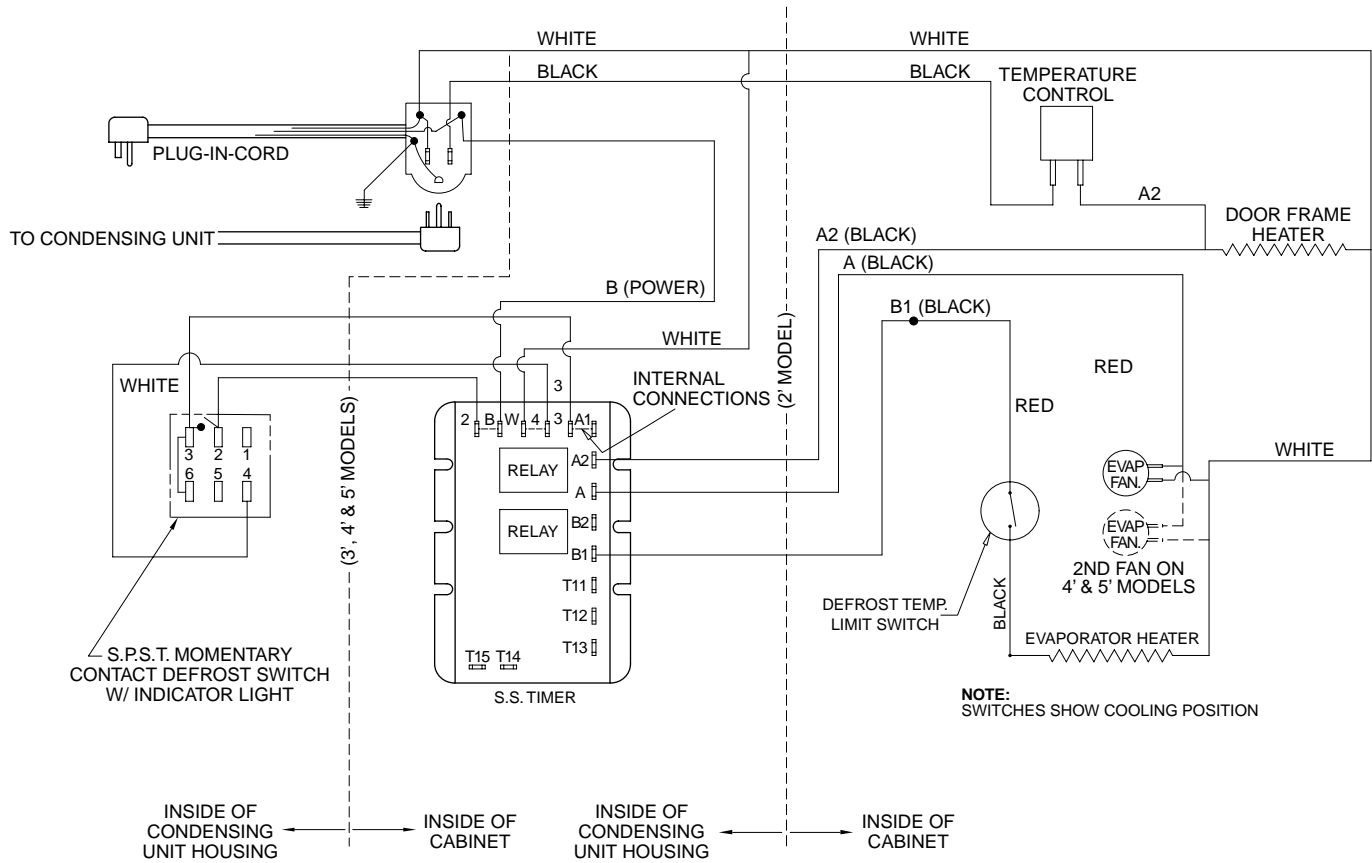 WHITE
WHITE
BLACK
BLACK
TEMPERATURE
CONTROL
PLUG-IN-CORD
A2
DOOR FRAME
HEATER
TO CONDENSING UNIT
A2 (BLACK)
A (BLACK)
B (POWER)
B1 (BLACK)
(3', 4' & 5' MODELS)
(2' MODEL)
WHITE
WHITE
3
INTERNAL
CONNECTIONS
RED
RED
2 B W 4 3 A1
3 2 1
6 5 4
RELAY
A2
A
RELAY
B2
B1
T11
T12
T13
T15 T14
S.S. TIMER
WHITE
EVAP
FAN.
EVAP
FAN.
2ND FAN ON
4' & 5' MODELS
DEFROST TEMP.
LIMIT SWITCH
BLACK
EVAPORATOR HEATER
S.P.S.T. MOMENTARY
CONTACT DEFROST SWITCH
W/ INDICATOR LIGHT
NOTE:
SWITCHES SHOW COOLING POSITION
INSIDE OF
CONDENSING
UNIT HOUSING
INSIDE OF
CABINET
INSIDE OF
CONDENSING
UNIT HOUSING
INSIDE OF
CABINET